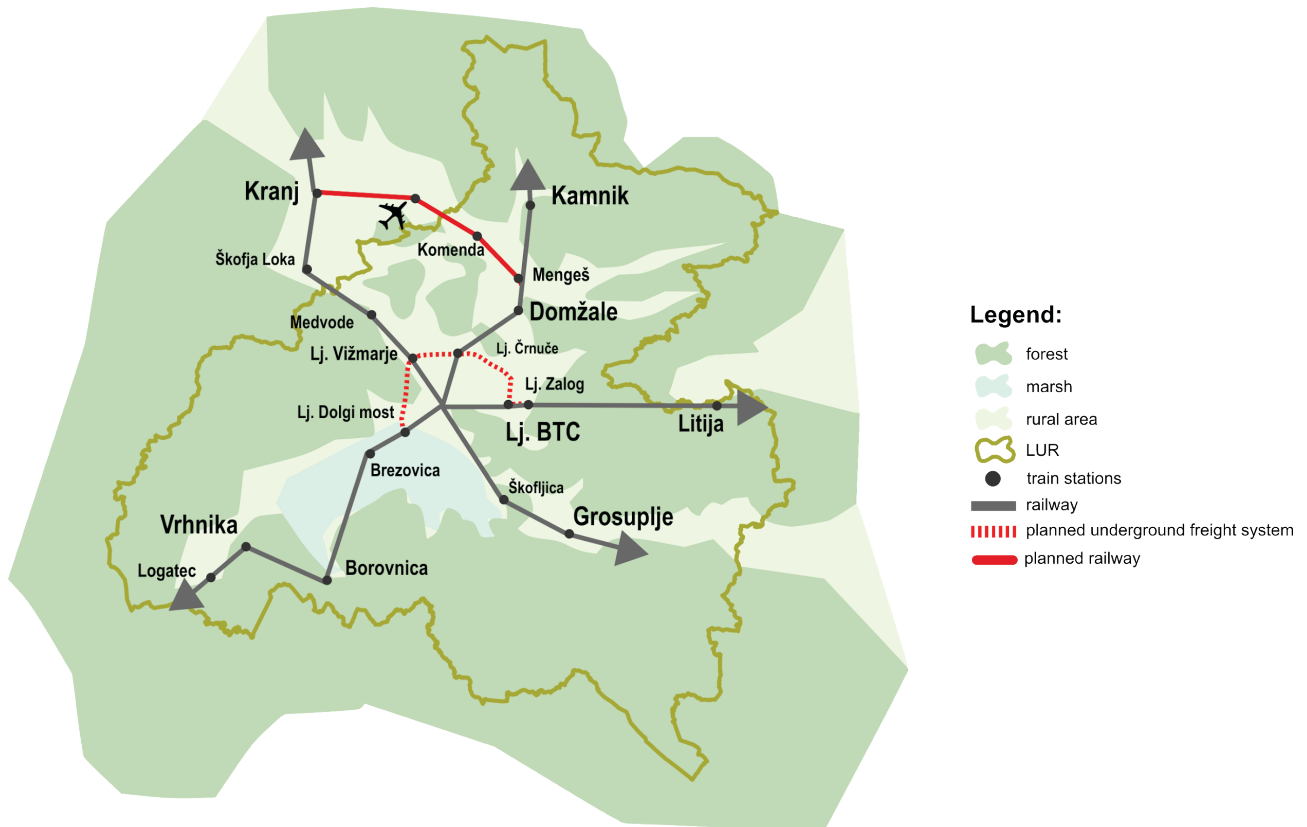 Kranj
Kamnik
Komenda
Škofja Loka
Mengeš
Domžale
Medvode
Lj. Vižmarje
Lj. Črnuče
Lj. Zalog
Lj. Dolgi most
Lj. BTC
Litija
Brezovica
Škofljica
Vrhnika
Grosuplje
Logatec
Borovnica
Legend:
forest
marsh
rural area
LUR
train stations
railway
planned underground freight system
planned railway